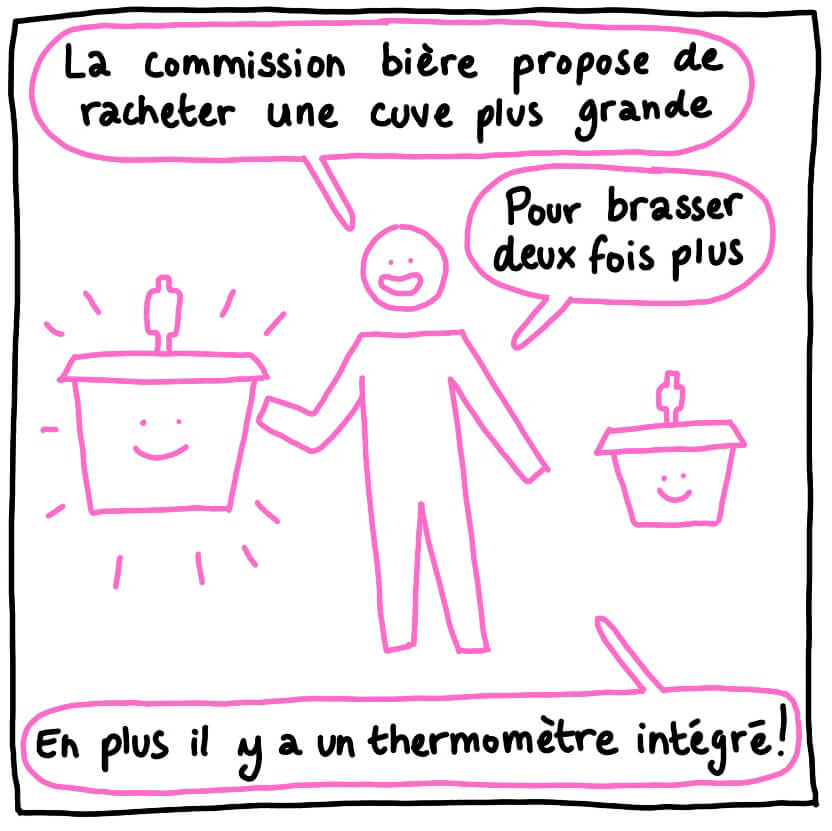 La commission bière propose de
racheter une cuve plus grande
Pour brasser
deux fois plus
En plus il y a un thermomètre intégré!